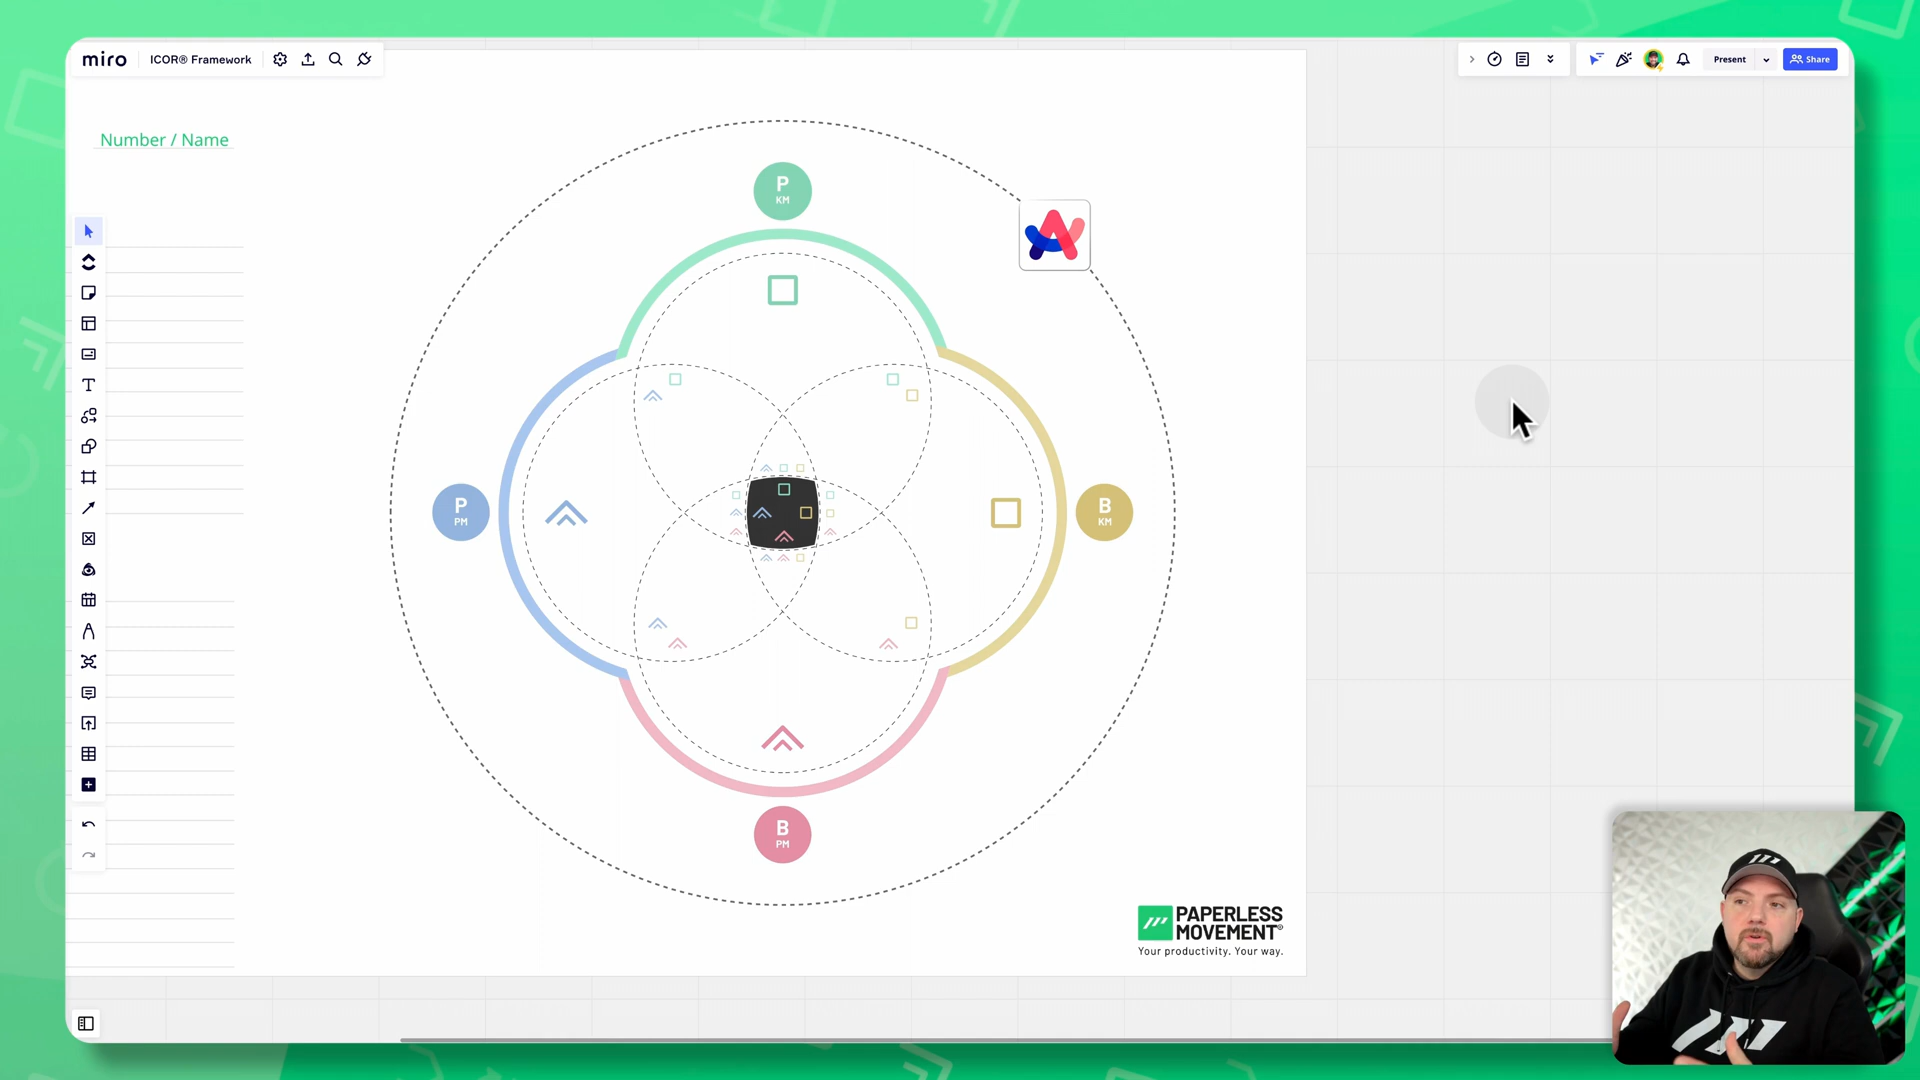 miro
ICOR® Framework
Present
Share
Number / Name
P
KM
P
PM
B
KM
B
PM
PAPERLESS
MOVEMENT®
Your productivity. Your way.